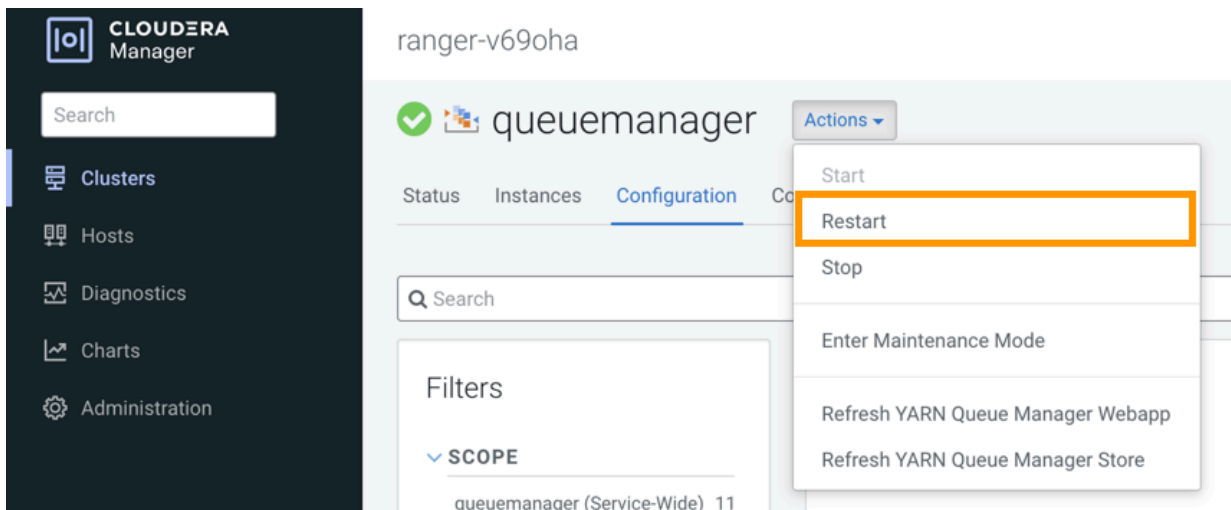 CLOUDERA
Manager
Search
Clusters
Hosts
Diagnostics
Charts
Administration
ranger-v69oha
queuemanager
Actions
Status Instances Configuration Co
Search
Filters
SCOPE
queuemanager (Service-Wide) 11
Start
Restart
Stop
Enter Maintenance Mode
Refresh YARN Queue Manager Webapp
Refresh YARN Queue Manager Store